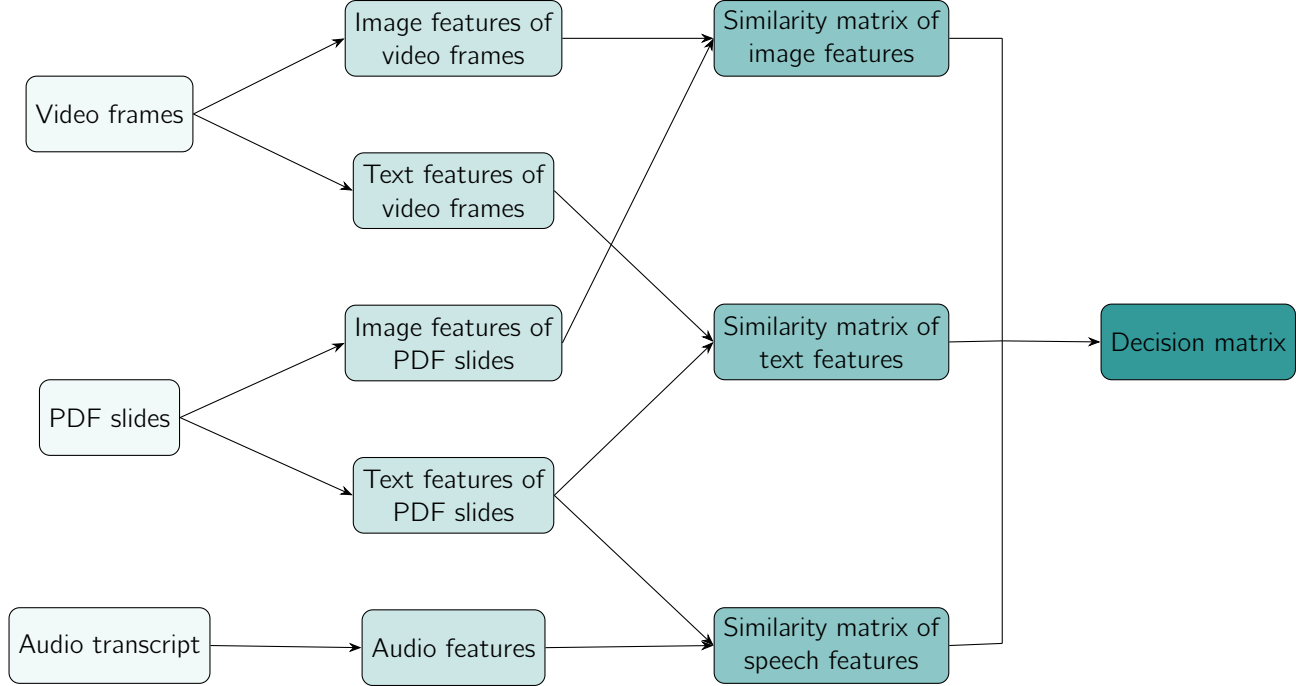 Image features of
video frames
Similarity matrix of
image features
Video frames
Text features of
video frames
Image features of
PDF slides
Similarity matrix of
text features
Decision matrix
PDF slides
Text features of
PDF slides
Audio transcript
Audio features
Similarity matrix of
speech features